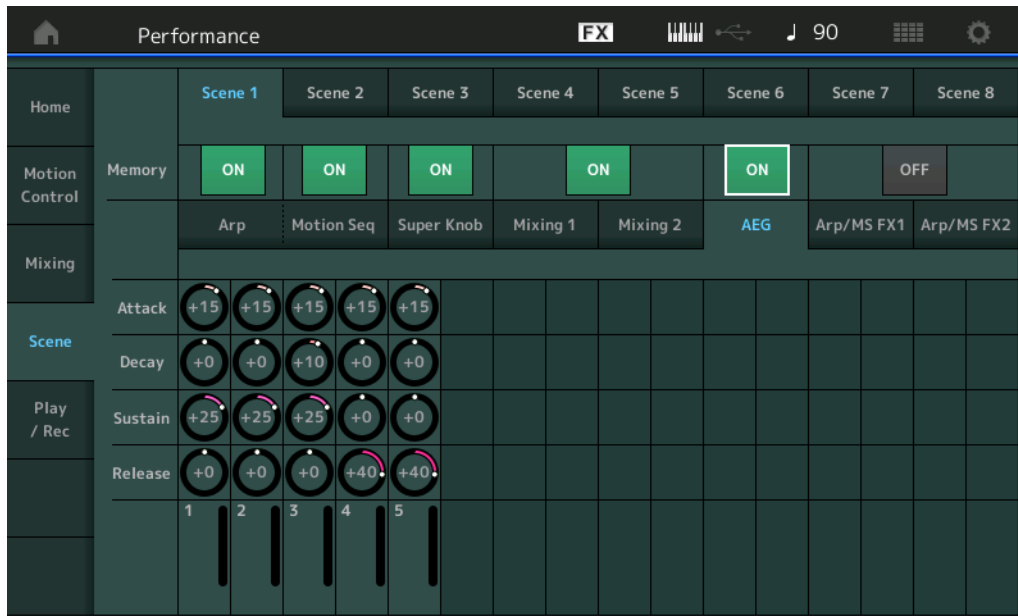 Performance FX 90
Scene 1 Scene 2 Scene 3 Scene 4 Scene 5 Scene 6 Scene 7 Scene 8
Home
Motion
Control
Mixing
Scene
Play
/ Rec
Memory ON ON ON ON ON OFF
Arp Motion Seq Super Knob Mixing 1 Mixing 2 AEG Arp/MS FX1 Arp/MS FX2
Attack +15 +15 +15 +15 +15
Decay +0 +0 +10 +0 +0
Sustain +25 +25 +25 +0 +0
Release +0 +0 +0 +40 +40
1 2 3 4 5